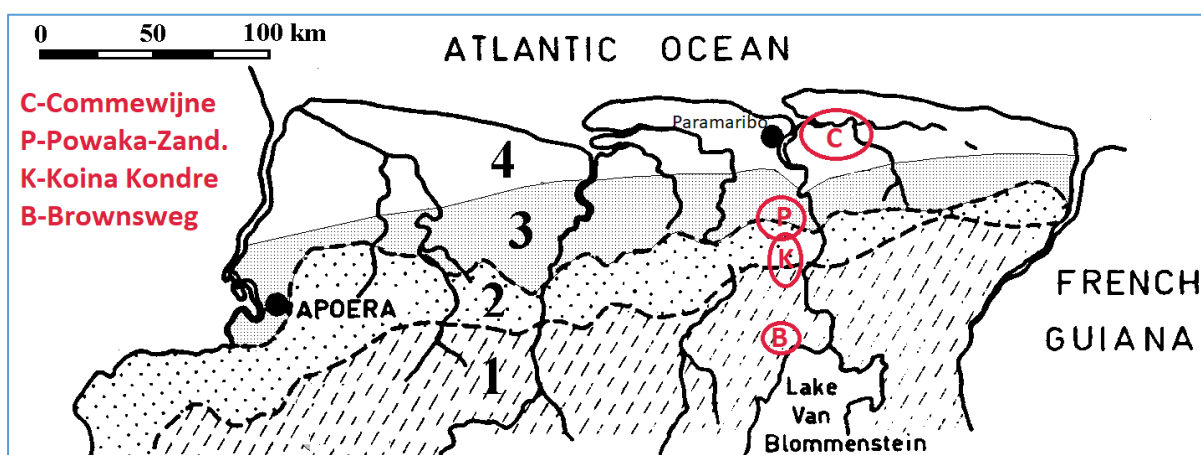 0 50 100 km
ATLANTIC OCEAN
C-Commewijne
P-Powaka-Zand.
K-Koina Kondre
B-Brownsweg
Paramaribo
C
4
3
P
K
2
APOERA
FRENCH
GUIANA
B
1
Lake
Van
Blommenstein